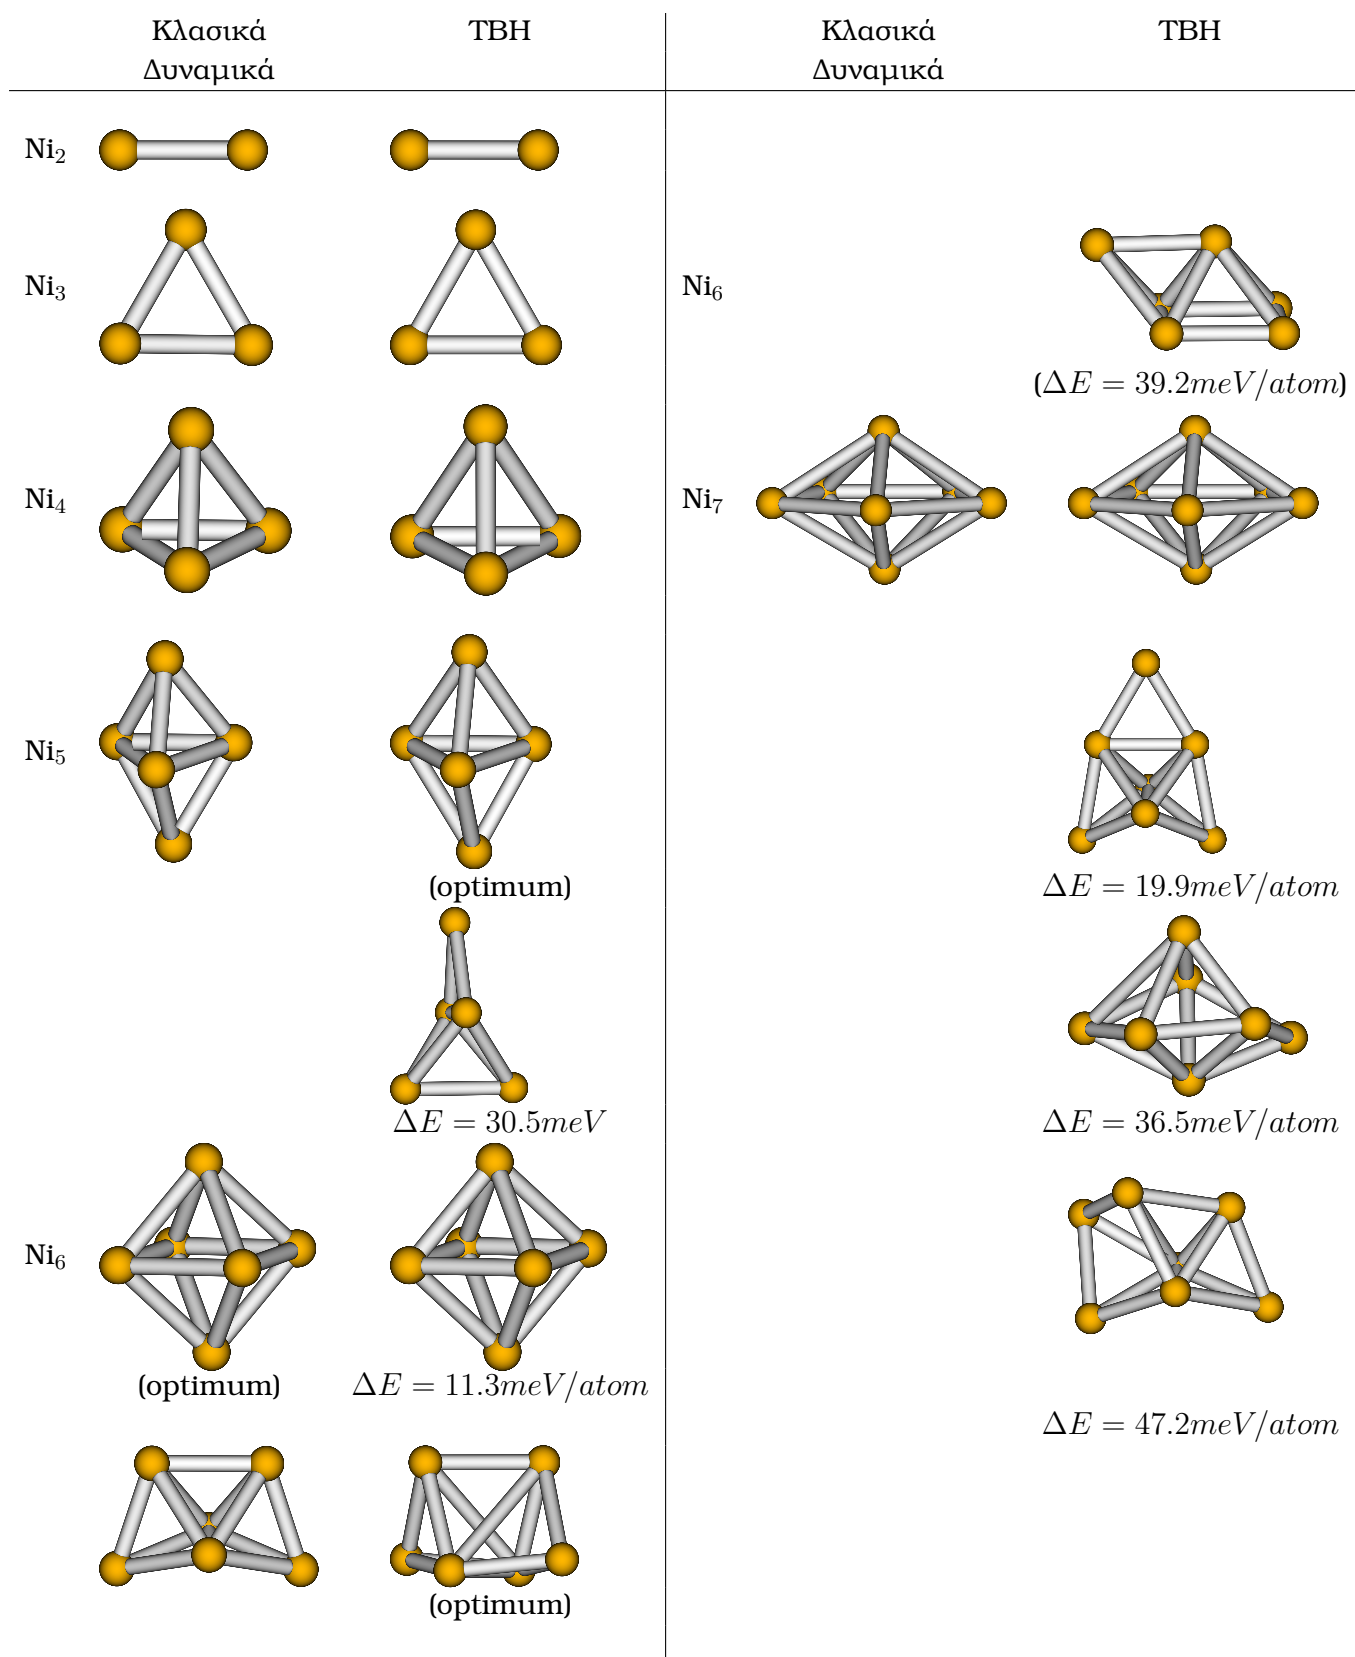 Κλασικά TBH
Δυναμικά
Κλασικά TBH
Δυναμικά
Ni₂
Ni₃
Ni₄
Ni₅
(optimum)
ΔE = 30.5meV
Ni₆
(optimum) ΔE = 11.3meV/atom
(optimum)
Ni₆
(ΔE = 39.2meV/atom)
Ni₇
ΔE = 19.9meV/atom
ΔE = 36.5meV/atom
ΔE = 47.2meV/atom